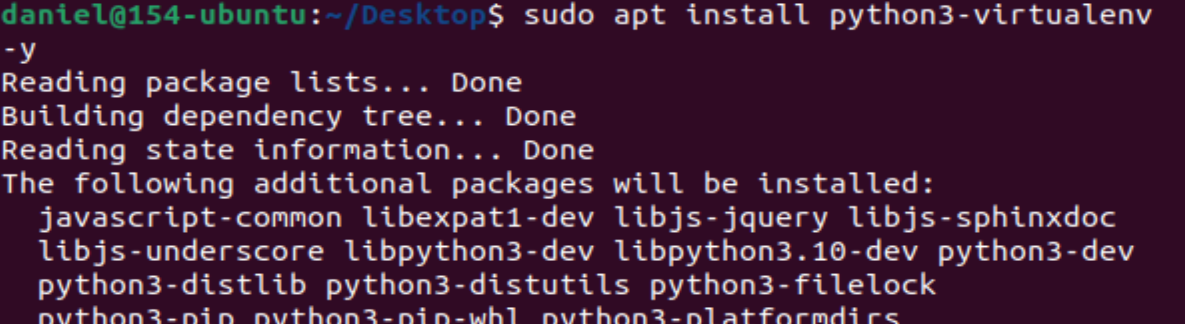 daniel@154-ubuntu:~/Desktop$ sudo apt install python3-virtualenv
-y
Reading package lists... Done
Building dependency tree... Done
Reading state information... Done
The following additional packages will be installed:
  javascript-common libexpat1-dev libjs-jquery libjs-sphinxdoc
  libjs-underscore libpython3-dev libpython3.10-dev python3-dev
  python3-distlib python3-distutils python3-filelock
  python3-pip python3-pip-whl python3-platformdirs